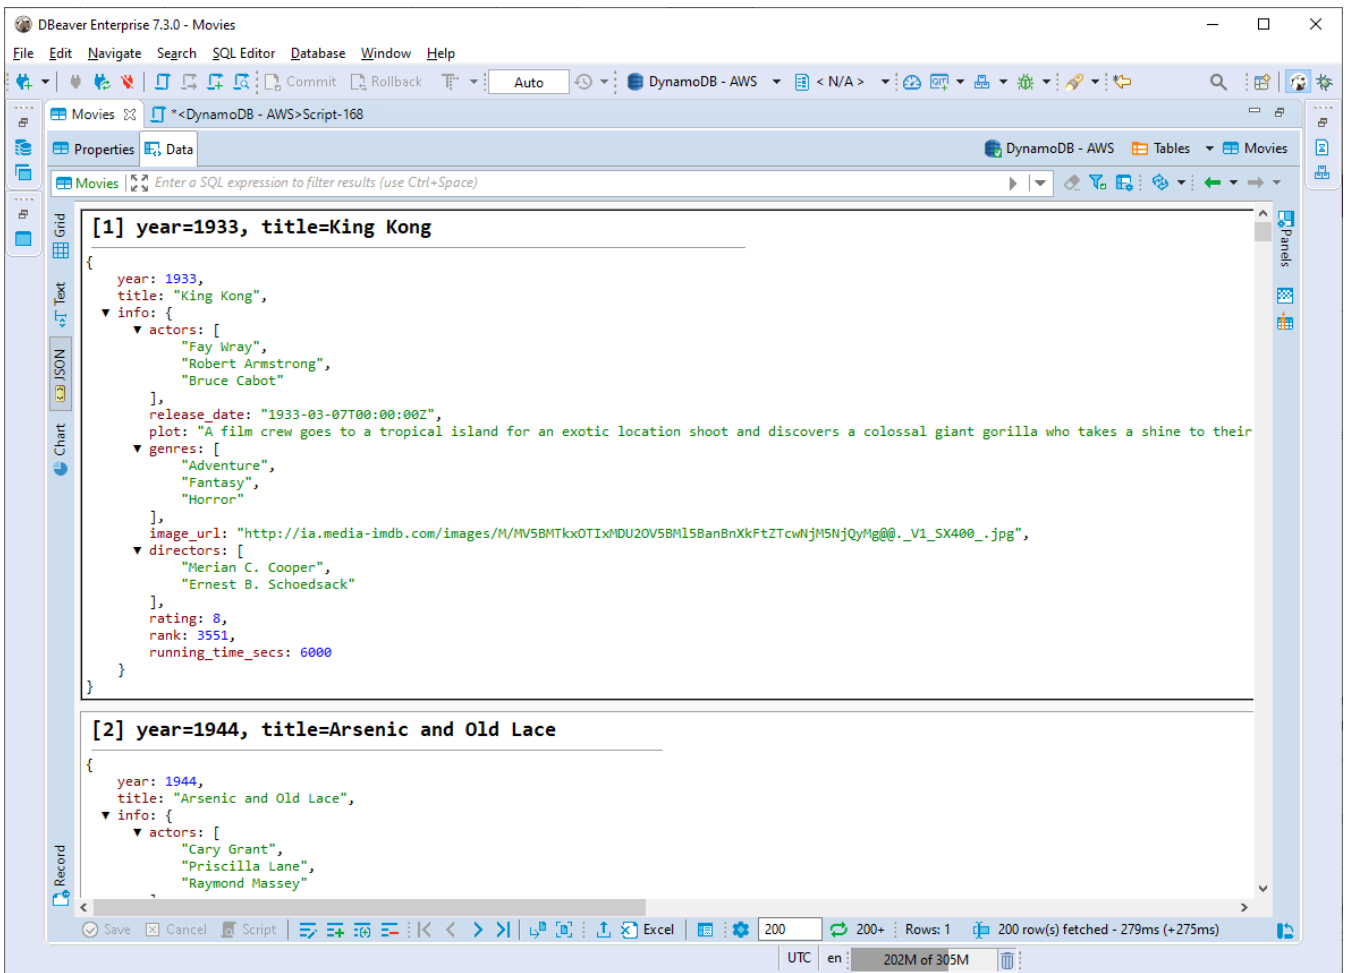 DBeaver Enterprise 7.3.0 - Movies
File Edit Navigate Search SQL Editor Database Window Help
Commit Rollback Auto DynamoDB - AWS < N/A >
Movies *<DynamoDB - AWS>Script-168
Properties Data DynamoDB - AWS Tables Movies
Movies Enter a SQL expression to filter results (use Ctrl+Space)
Grid
Text
JSON
Chart
Record
Panels
[1] year=1933, title=King Kong
{
year: 1933,
title: "King Kong",
▼ info: {
▼ actors: [
"Fay Wray",
"Robert Armstrong",
"Bruce Cabot"
],
release_date: "1933-03-07T00:00:00Z",
plot: "A film crew goes to a tropical island for an exotic location shoot and discovers a colossal giant gorilla who takes a shine to their
▼ genres: [
"Adventure",
"Fantasy",
"Horror"
],
image_url: "http://ia.media-imdb.com/images/M/MV5BMTkxOTIxMDU2OV5BMl5BanBnXkFtZTcwNjM5NjQyMg@@._V1_SX400_.jpg",
▼ directors: [
"Merian C. Cooper",
"Ernest B. Schoedsack"
],
rating: 8,
rank: 3551,
running_time_secs: 6000
}
}
[2] year=1944, title=Arsenic and Old Lace
{
year: 1944,
title: "Arsenic and Old Lace",
▼ info: {
▼ actors: [
"Cary Grant",
"Priscilla Lane",
"Raymond Massey"
Save Cancel Script Excel 200 200+ Rows: 1 200 row(s) fetched - 279ms (+275ms)
UTC en 202M of 305M